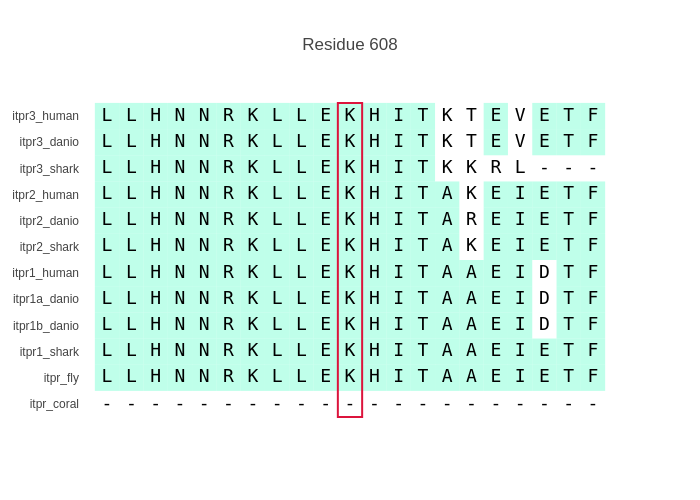 Residue 608
itpr3_human L L H N N R K L L E K H I T K T E V E T F
itpr3_danio L L H N N R K L L E K H I T K T E V E T F
itpr3_shark L L H N N R K L L E K H I T K K R L - - -
itpr2_human L L H N N R K L L E K H I T A K E I E T F
itpr2_danio L L H N N R K L L E K H I T A R E I E T F
itpr2_shark L L H N N R K L L E K H I T A K E I E T F
itpr1_human L L H N N R K L L E K H I T A A E I D T F
itpr1a_danio L L H N N R K L L E K H I T A A E I D T F
itpr1b_danio L L H N N R K L L E K H I T A A E I D T F
itpr1_shark L L H N N R K L L E K H I T A A E I E T F
itpr_fly L L H N N R K L L E K H I T A A E I E T F
itpr_coral - - - - - - - - - - - - - - - - - - - - -